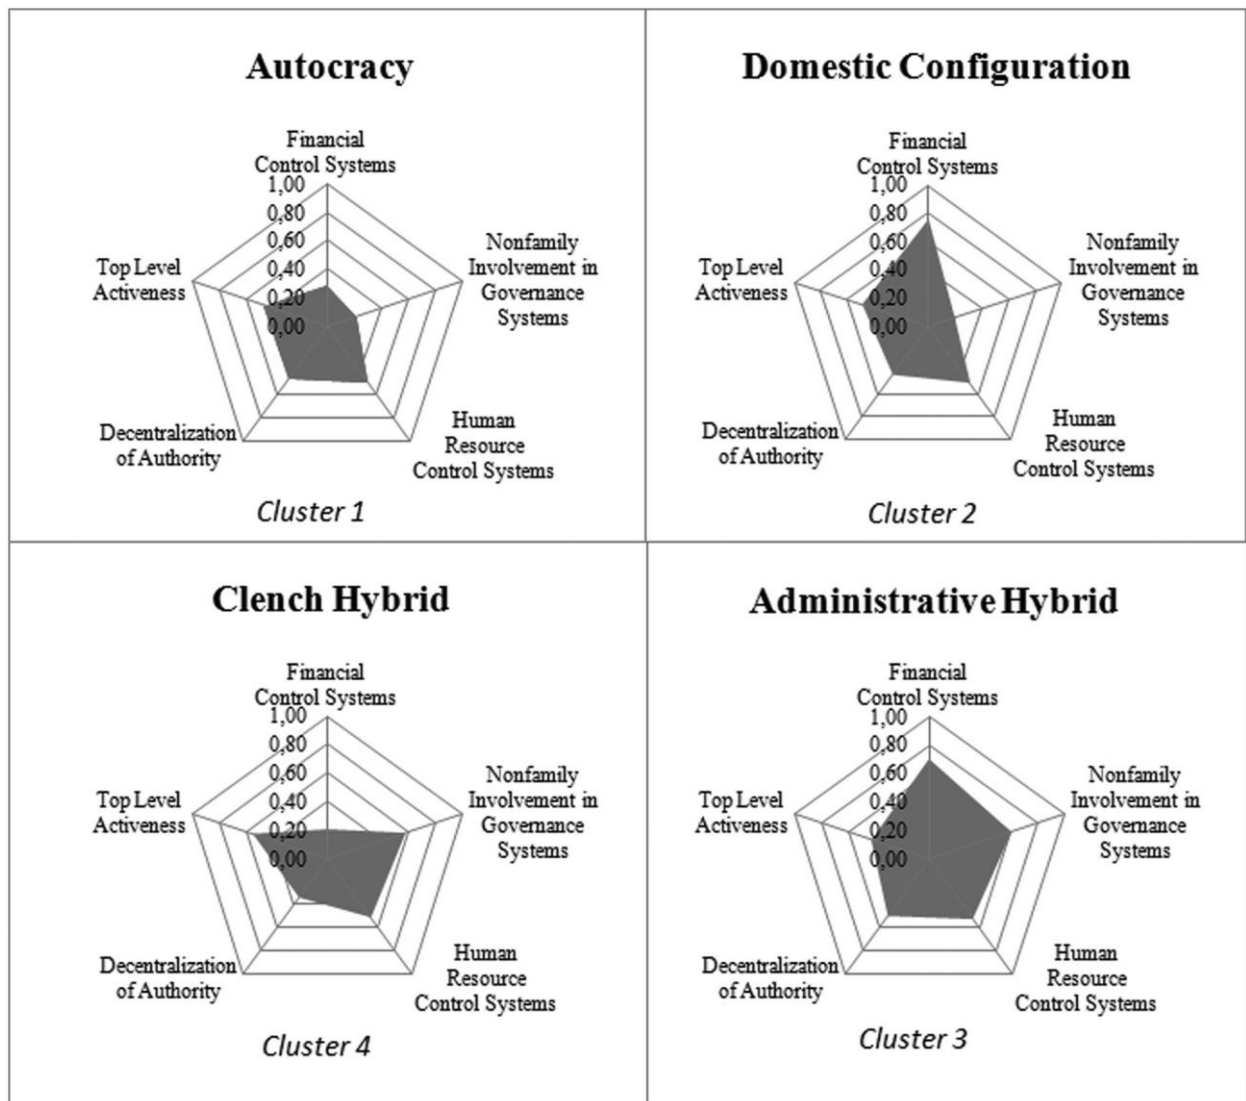 Autocracy
Financial
Control Systems
1,00
0,80
0,60
0,40
0,20
0,00
Nonfamily
Involvement in
Governance
Systems
Human
Resource
Control Systems
Decentralization
of Authority
Top Level
Activeness
Cluster 1
Domestic Configuration
Financial
Control Systems
1,00
0,80
0,60
0,40
0,20
0,00
Nonfamily
Involvement in
Governance
Systems
Human
Resource
Control Systems
Decentralization
of Authority
Top Level
Activeness
Cluster 2
Clench Hybrid
Financial
Control Systems
1,00
0,80
0,60
0,40
0,20
0,00
Nonfamily
Involvement in
Governance
Systems
Human
Resource
Control Systems
Decentralization
of Authority
Top Level
Activeness
Cluster 4
Administrative Hybrid
Financial
Control Systems
1,00
0,80
0,60
0,40
0,20
0,00
Nonfamily
Involvement in
Governance
Systems
Human
Resource
Control Systems
Decentralization
of Authority
Top Level
Activeness
Cluster 3